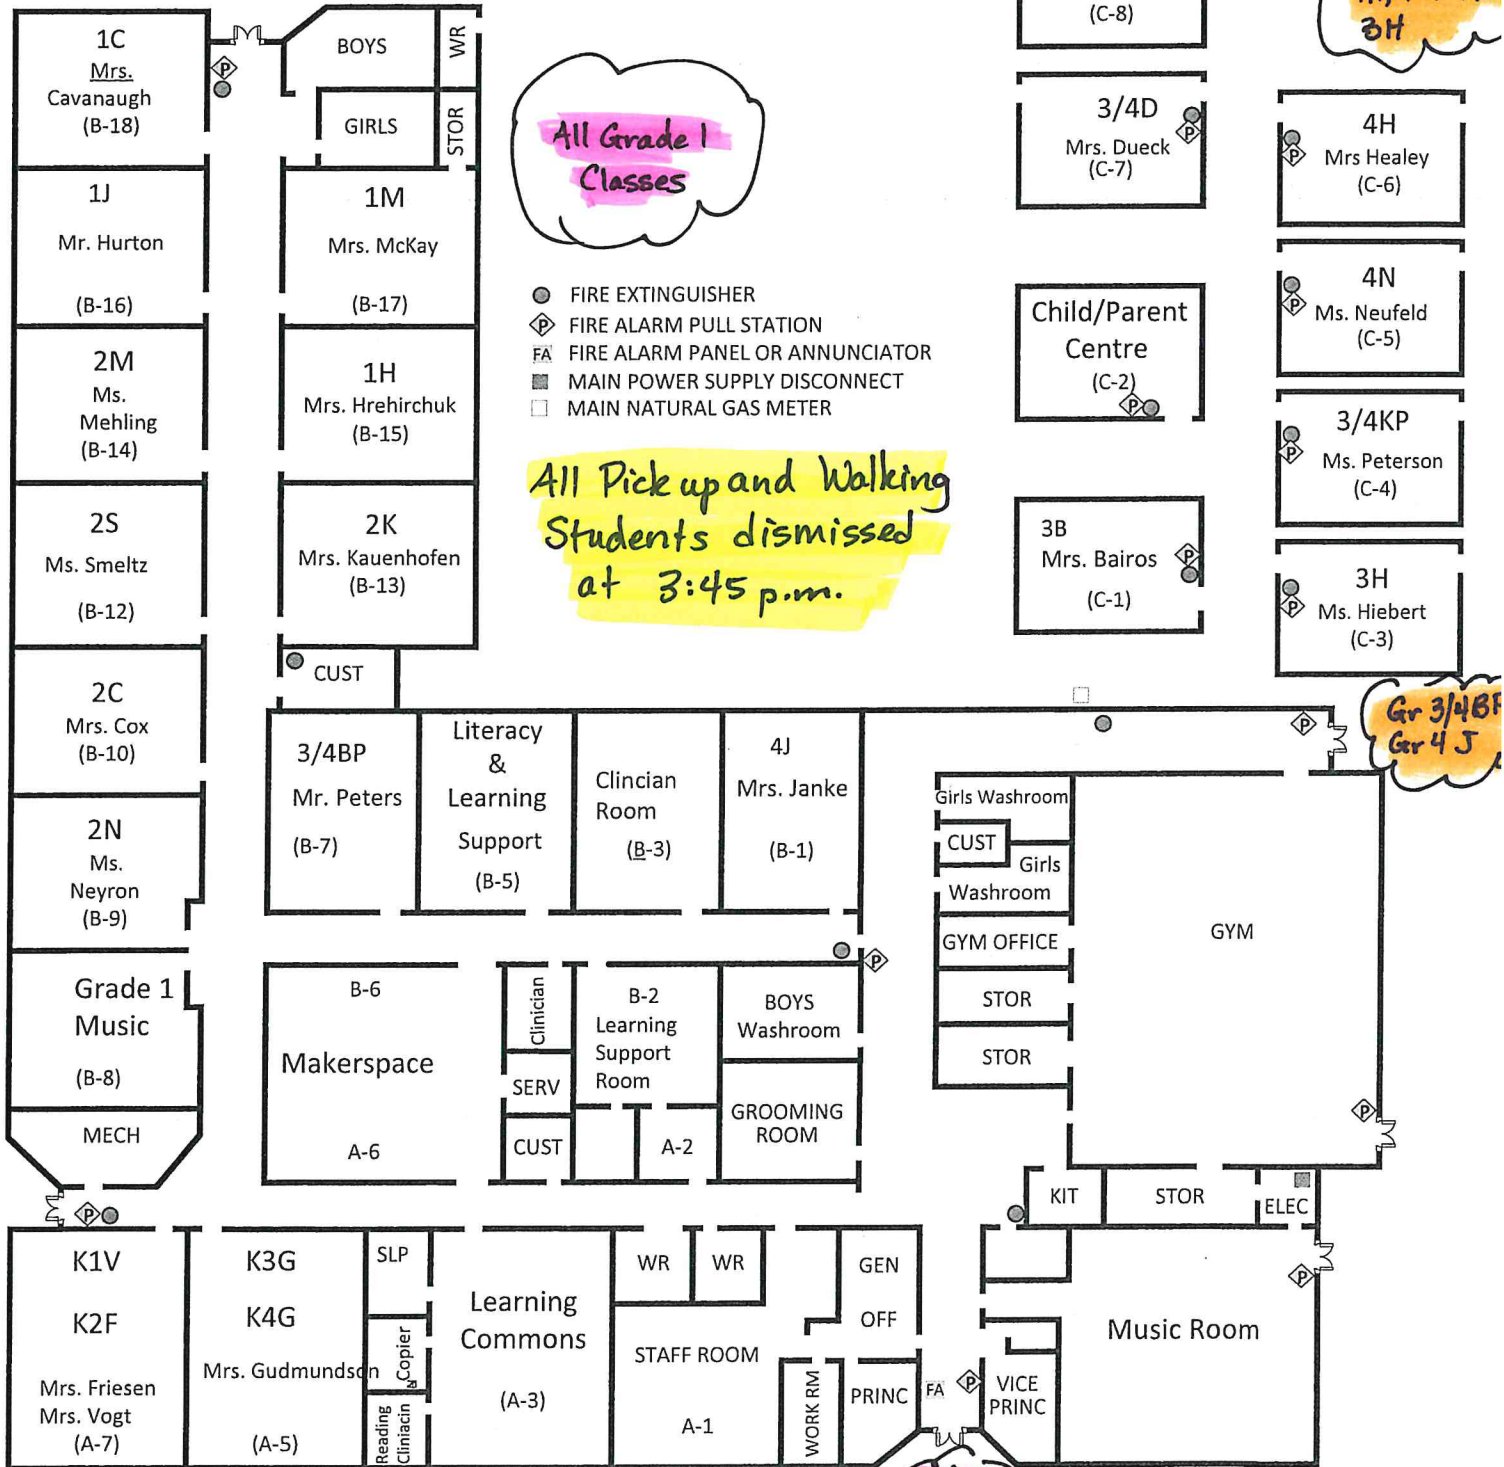 1C
Mrs.
Cavanaugh
(B-18)
BOYS
WR
GIRLS
STOR
1J
Mr. Hurton
(B-16)
1M
Mrs. McKay
(B-17)
2M
Ms.
Mehling
(B-14)
1H
Mrs. Hrehirchuk
(B-15)
2S
Ms. Smeltz
(B-12)
2K
Mrs. Kauenhofen
(B-13)
CUST
2C
Mrs. Cox
(B-10)
2N
Ms.
Neyron
(B-9)
Grade 1
Music
(B-8)
MECH
All Grade 1
Classes
FIRE EXTINGUISHER
P FIRE ALARM PULL STATION
FA FIRE ALARM PANEL OR ANNUNCIATOR
MAIN POWER SUPPLY DISCONNECT
MAIN NATURAL GAS METER
All Pick up and Walking
Students dismissed
at 3:45 p.m.
(C-8)
3H
3/4D
Mrs. Dueck
(C-7)
P
4H
Mrs Healey
(C-6)
P
Child/Parent
Centre
(C-2)
P
4N
Ms. Neufeld
(C-5)
P
3/4KP
Ms. Peterson
(C-4)
P
3B
Mrs. Bairos
(C-1)
P
3H
Ms. Hiebert
(C-3)
P
Gr 3/4BP
Gr 4 J
3/4BP
Mr. Peters
(B-7)
Literacy
&
Learning
Support
(B-5)
Clincian
Room
(B-3)
4J
Mrs. Janke
(B-1)
P
P
Girls Washroom
CUST
Girls
Washroom
GYM OFFICE
STOR
STOR
GYM
P
B-6
Makerspace
A-6
Clinician
SERV
CUST
B-2
Learning
Support
Room
A-2
BOYS
Washroom
GROOMING
ROOM
P
KIT
STOR
ELEC
P
K1V
K2F
Mrs. Friesen
Mrs. Vogt
(A-7)
K3G
K4G
Mrs. Gudmundson
(A-5)
SLP
Copier
Reading
Cliniacin
Learning
Commons
(A-3)
WR
WR
STAFF ROOM
A-1
WORK RM
GEN
OFF
PRINC
FA
P
VICE
PRINC
Music Room
P